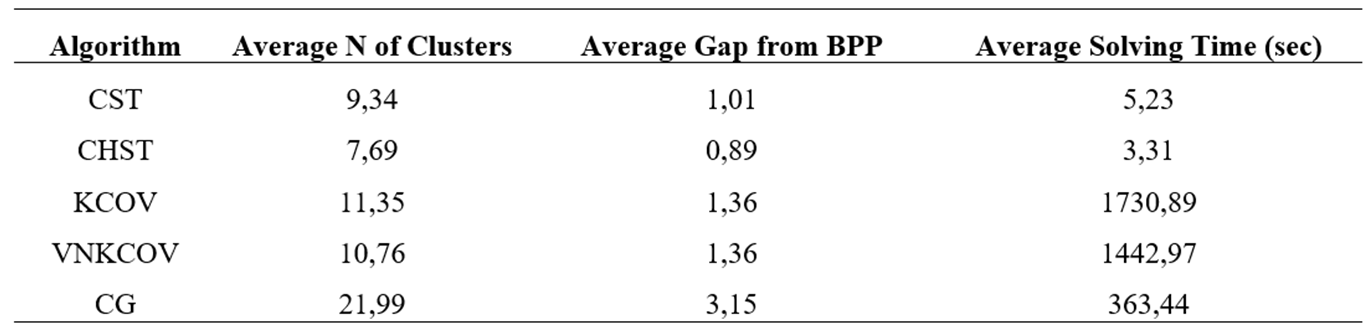 Algorithm Average N of Clusters Average Gap from BPP Average Solving Time (sec)
CST 9,34 1,01 5,23
CHST 7,69 0,89 3,31
KCOV 11,35 1,36 1730,89
VNKCOV 10,76 1,36 1442,97
CG 21,99 3,15 363,44